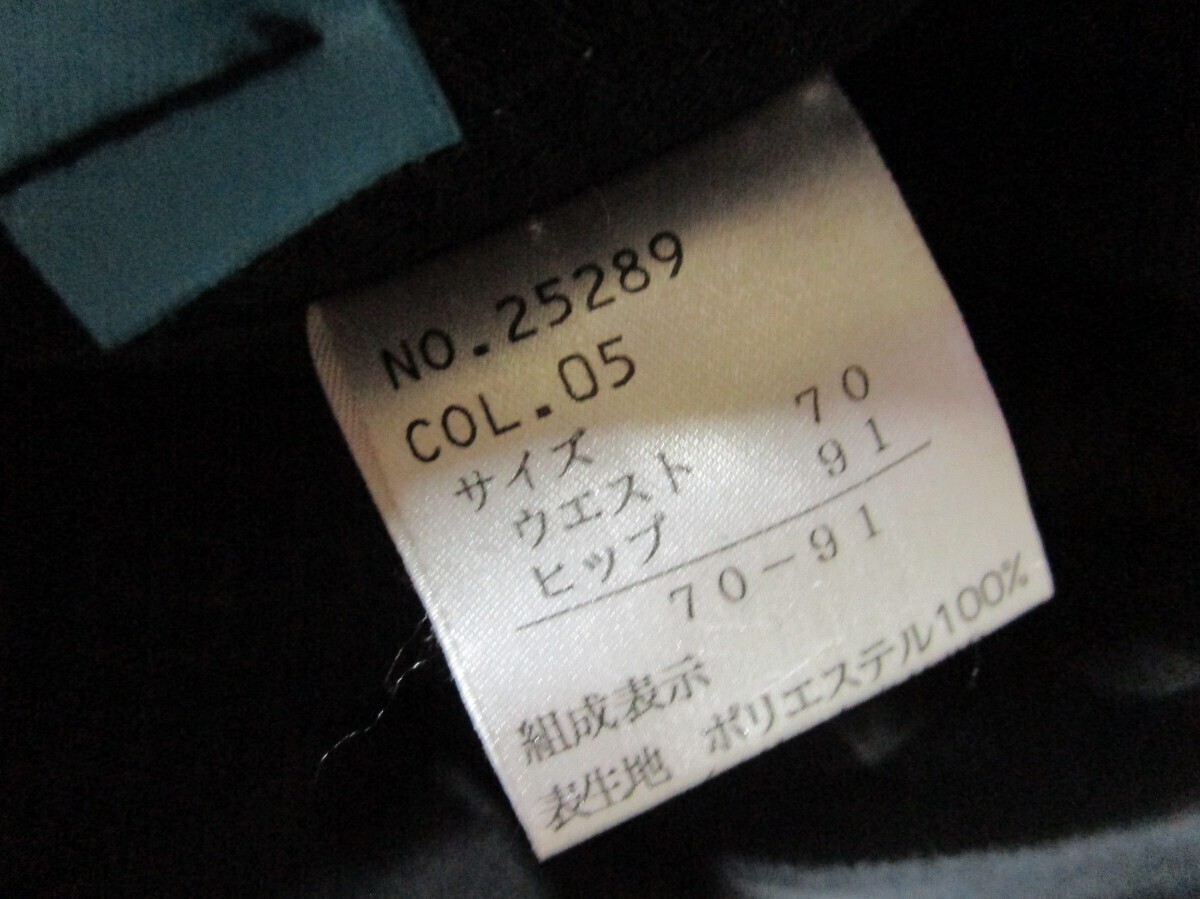 1
NO.25289
COL.05
サイズ
ウエスト 70
ヒップ 91
70-91
組成表示
表生地 ポリエステル100%